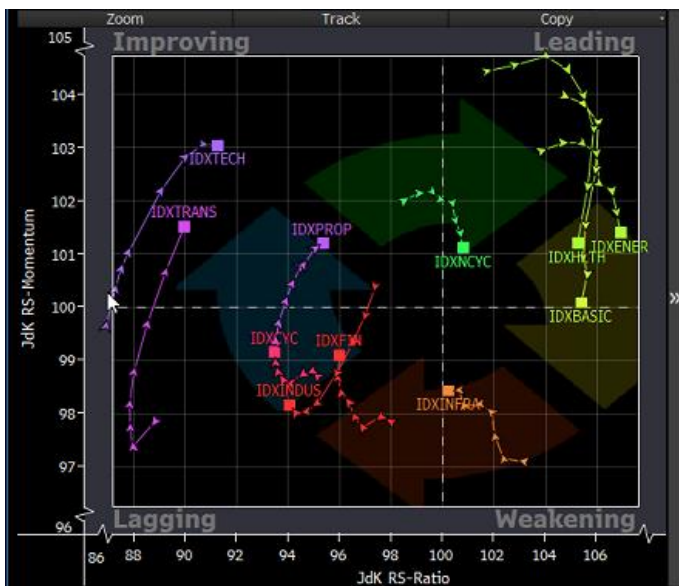 Zoom Track Copy
105
Improving Leading
104
103
IDXTECH
102
IDXTRANS
IDXPROP
101
IDXNCYC
IDXHLTH
IDXENER
JdK RS-Momentum
100
IDXBASIC
»
IDXCYC
IDXFIN
99
IDXINDUS
IDXINFRA
98
97
96
Lagging Weakening
86 88 90 92 94 96 98 100 102 104 106
JdK RS-Ratio